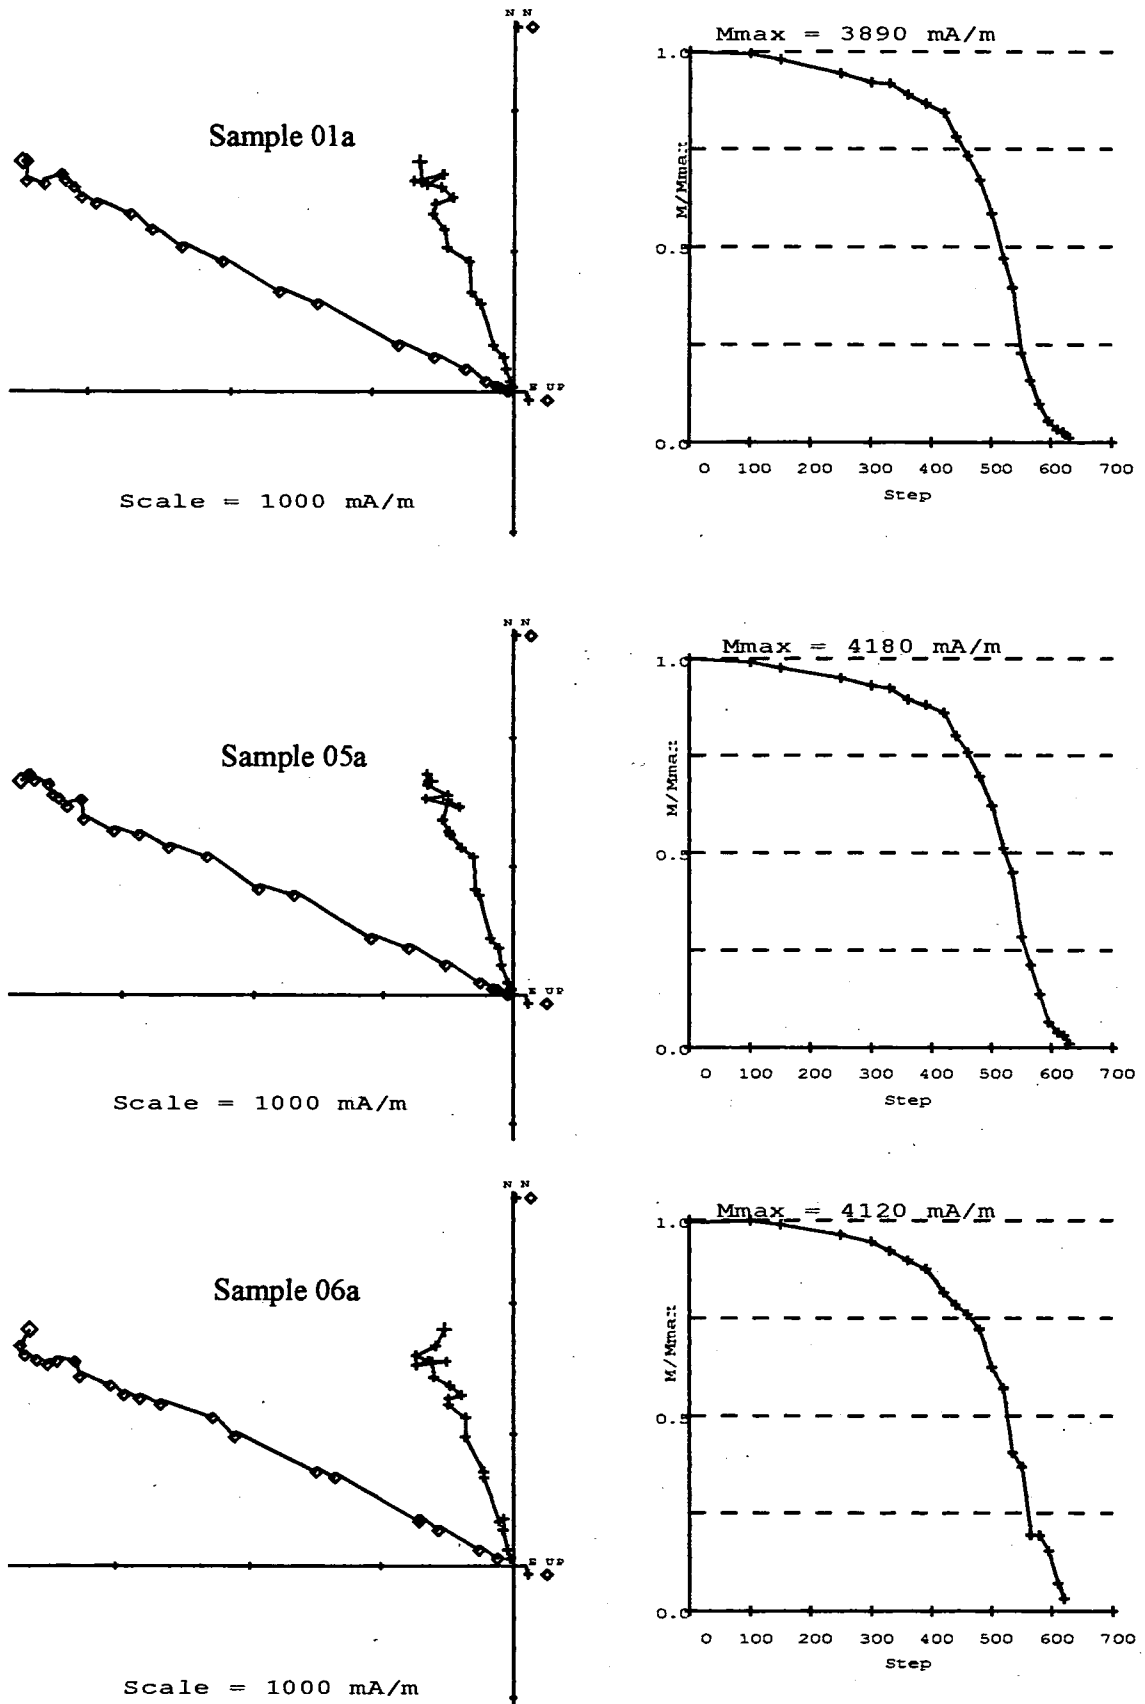 N N
Mmax = 3890 mA/m
1.0
Sample 01a
M/Mmax
0.5
E UP
0.0
0 100 200 300 400 500 600 700
Step
Scale = 1000 mA/m
N N
Mmax = 4180 mA/m
1.0
Sample 05a
M/Mmax
0.5
E UP
0.0
0 100 200 300 400 500 600 700
Step
Scale = 1000 mA/m
N N
Mmax = 4120 mA/m
1.0
Sample 06a
M/Mmax
0.5
E UP
0.0
0 100 200 300 400 500 600 700
Step
Scale = 1000 mA/m